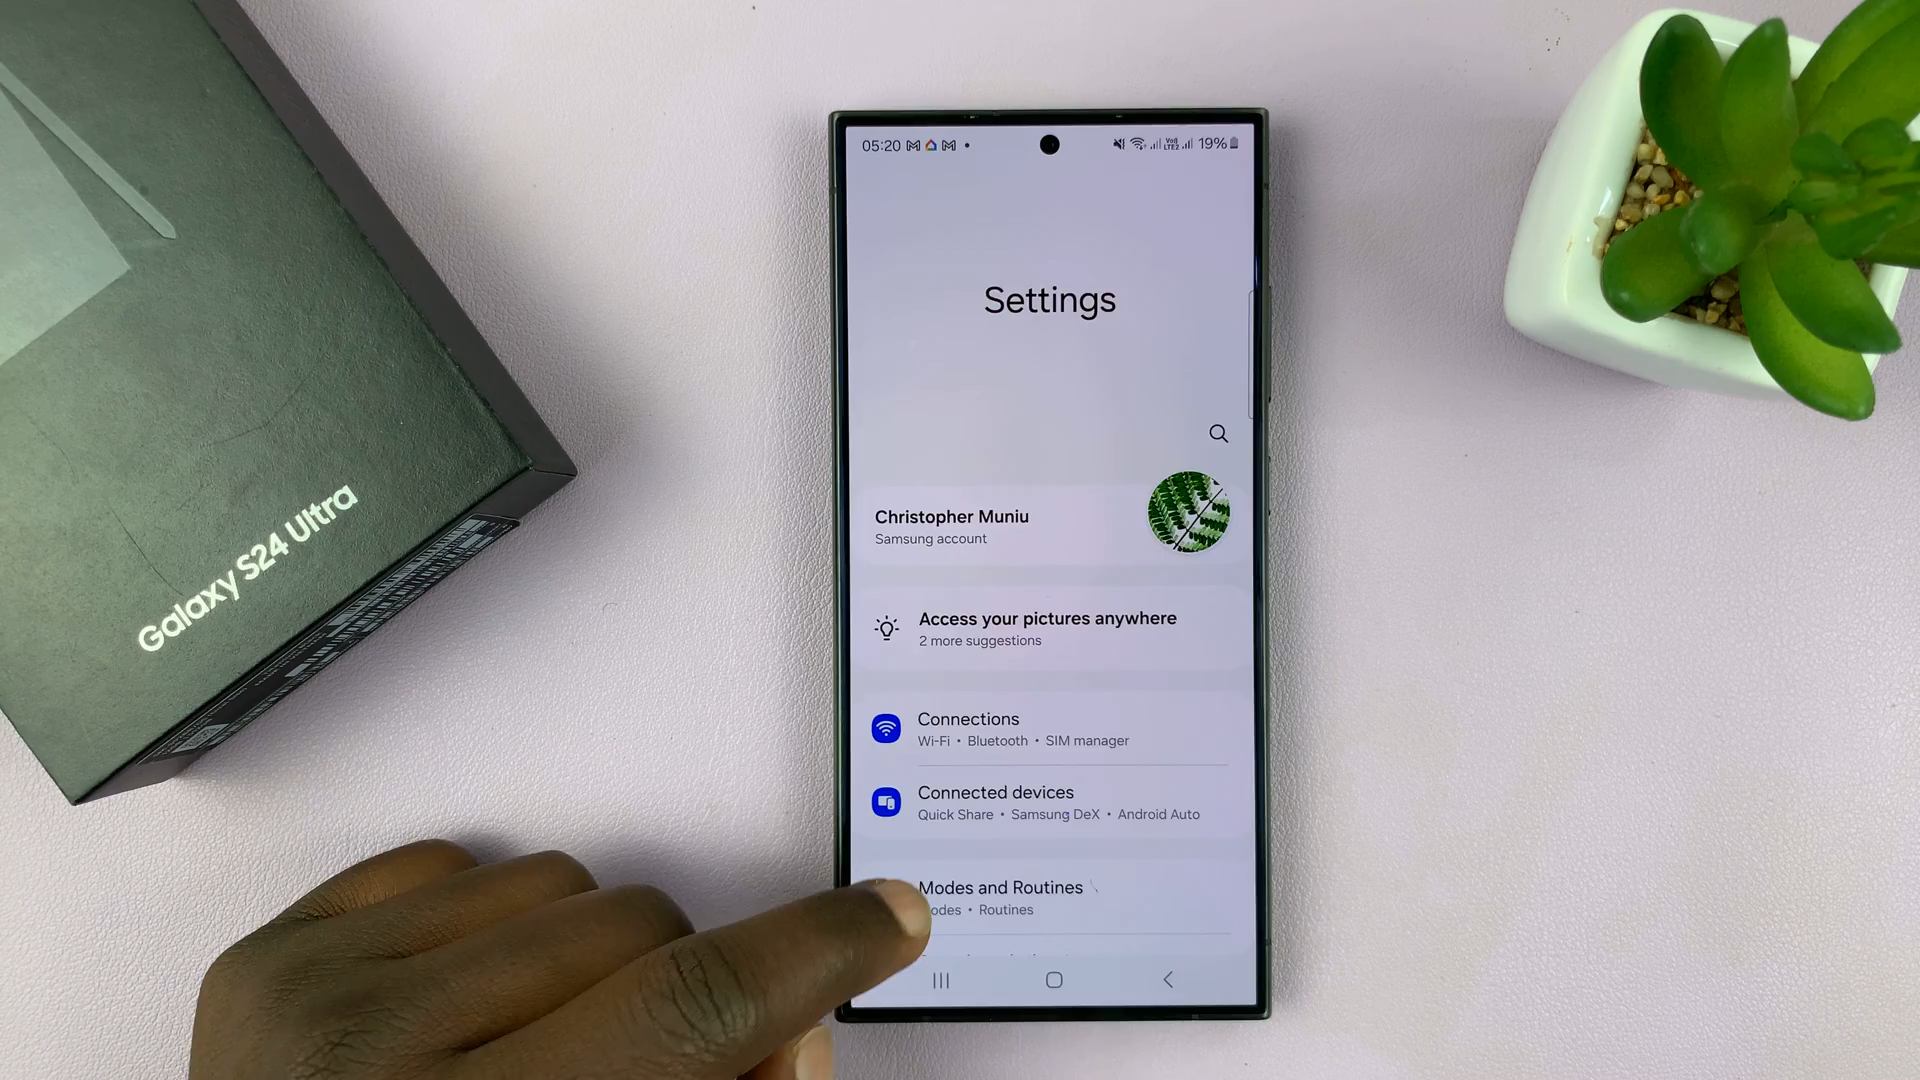 Galaxy S24 Ultra
05:20
19%
Settings
Christopher Muniu
Samsung account
Access your pictures anywhere
2 more suggestions
Connections
Wi-Fi • Bluetooth • SIM manager
Connected devices
Quick Share • Samsung DeX • Android Auto
Modes and Routines
odes • Routines